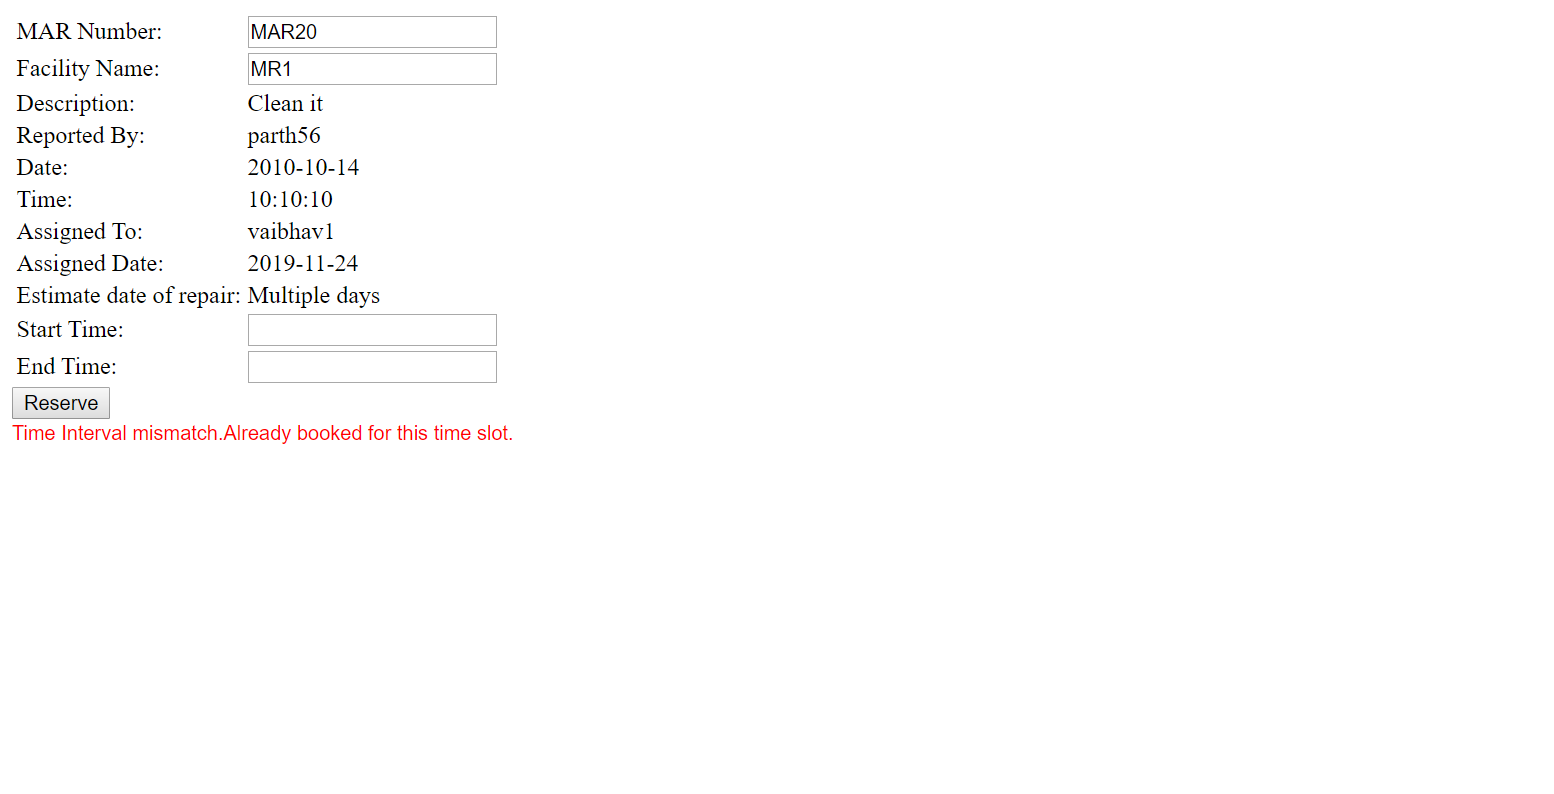 MAR Number: MAR20
Facility Name: MR1
Description: Clean it
Reported By: parth56
Date: 2010-10-14
Time: 10:10:10
Assigned To: vaibhav1
Assigned Date: 2019-11-24
Estimate date of repair: Multiple days
Start Time:
End Time:
Reserve
Time Interval mismatch.Already booked for this time slot.